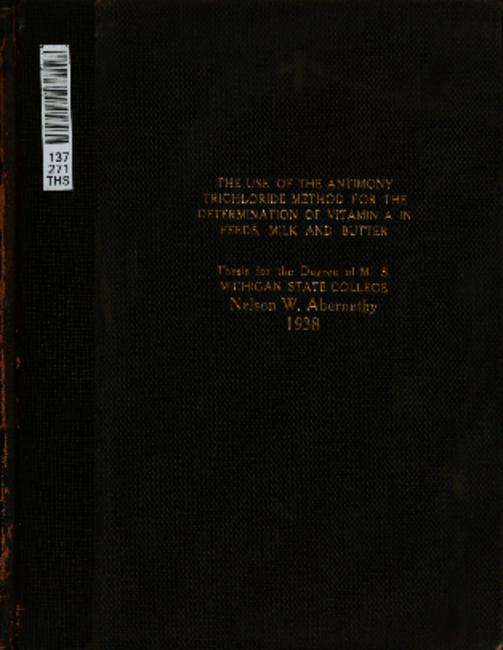 137
271
THS
THE USE OF THE ANTIMONY
TRICHLORIDE METHOD FOR THE
DETERMINATION OF VITAMIN A IN
FEEDS, MILK AND BUTTER
Thesis for the Degree of M. S.
MICHIGAN STATE COLLEGE
Nelson W. Abernethy
1938